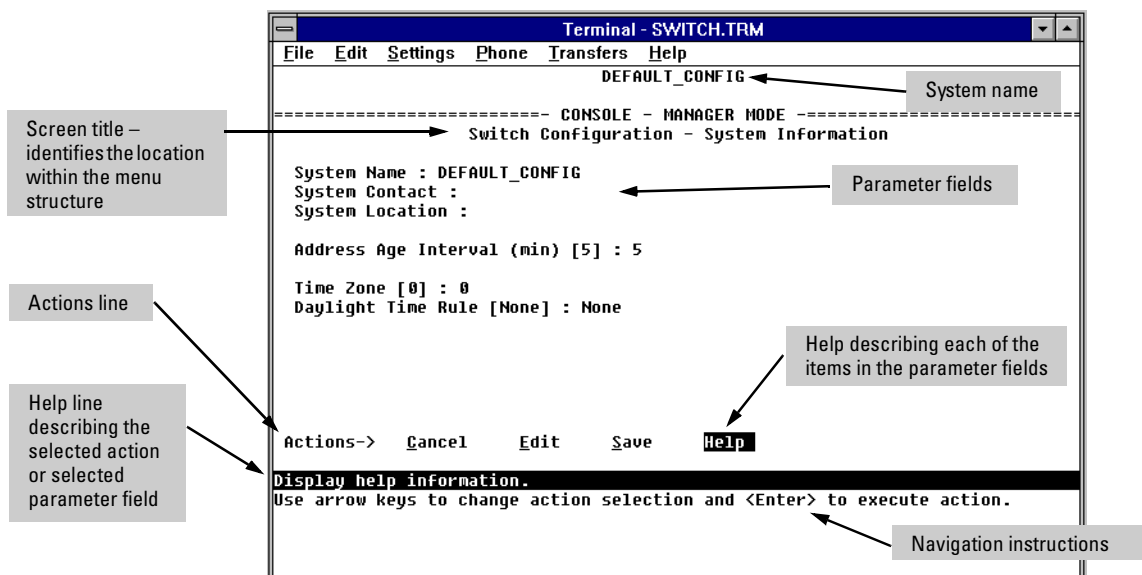 Terminal - SWITCH.TRM
File Edit Settings Phone Transfers Help
DEFAULT_CONFIG
System name
==========================- CONSOLE - MANAGER MODE -===========================
Switch Configuration - System Information
Screen title –
identifies the location
within the menu
structure
System Name : DEFAULT_CONFIG
System Contact :
System Location :
Parameter fields
Address Age Interval (min) [5] : 5
Time Zone [0] : 0
Daylight Time Rule [None] : None
Actions line
Help describing each of the
items in the parameter fields
Help line
describing the
selected action
or selected
parameter field
Actions-> Cancel Edit Save Help
Display help information.
Use arrow keys to change action selection and <Enter> to execute action.
Navigation instructions